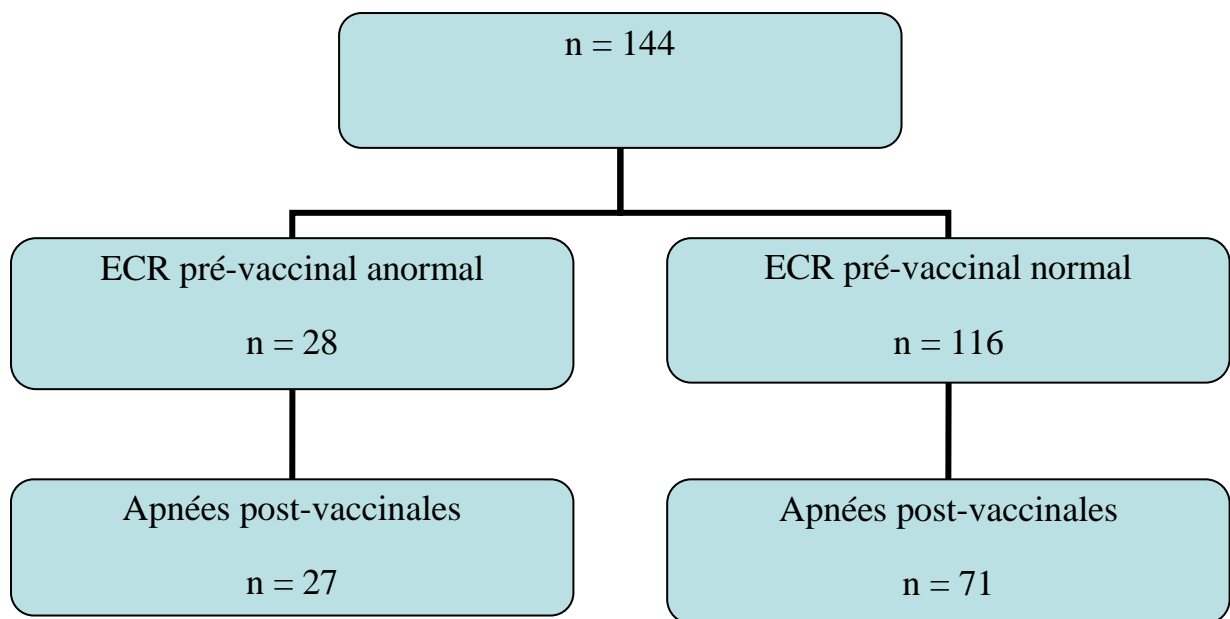 n = 144
ECR pré-vaccinal anormal
n = 28
ECR pré-vaccinal normal
n = 116
Apnées post-vaccinales
n = 27
Apnées post-vaccinales
n = 71